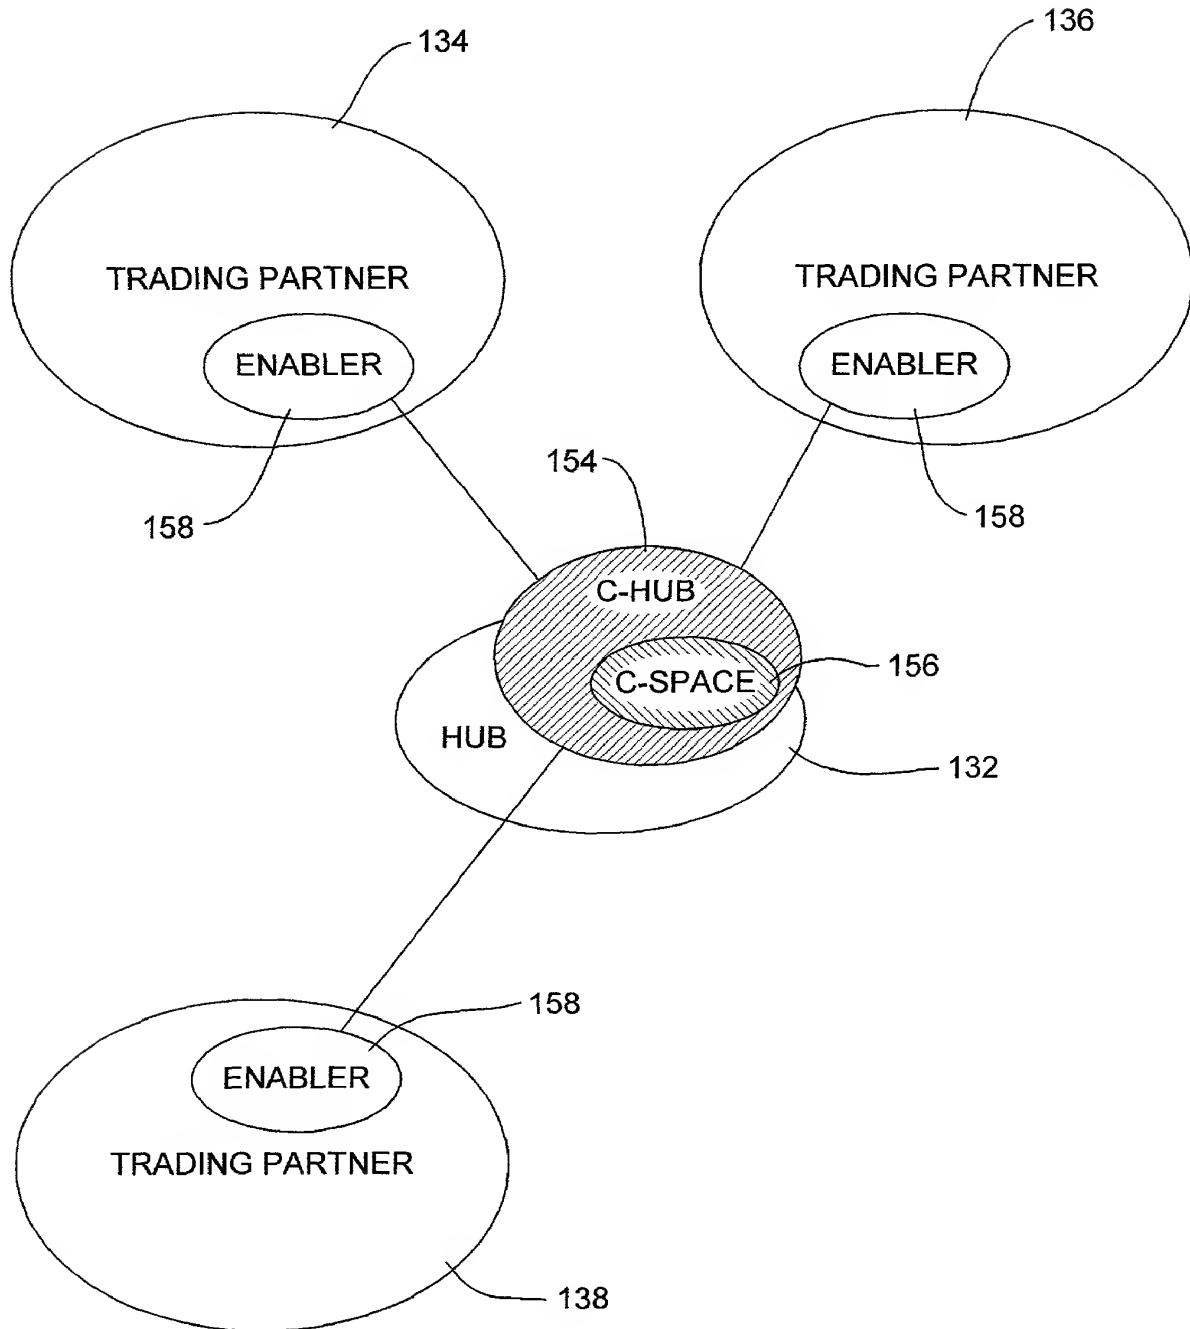 134
136
TRADING PARTNER
TRADING PARTNER
ENABLER
ENABLER
154
158
158
C-HUB
156
C-SPACE
HUB
132
158
ENABLER
TRADING PARTNER
138